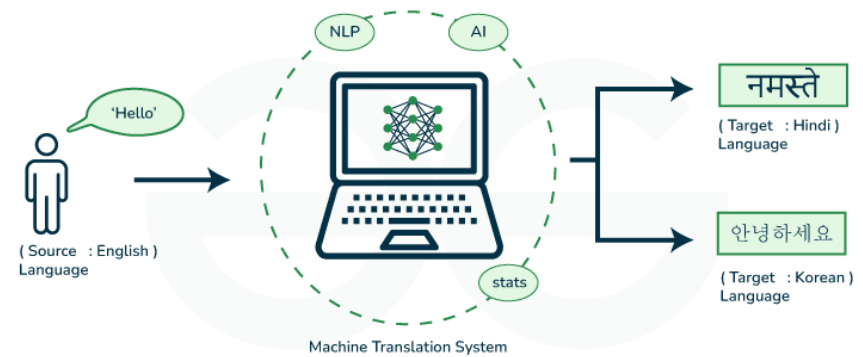 NLP
AI
‘Hello’
( Source : English )
Language
नमस्ते
( Target : Hindi )
Language
안녕하세요
( Target : Korean )
Language
stats
Machine Translation System